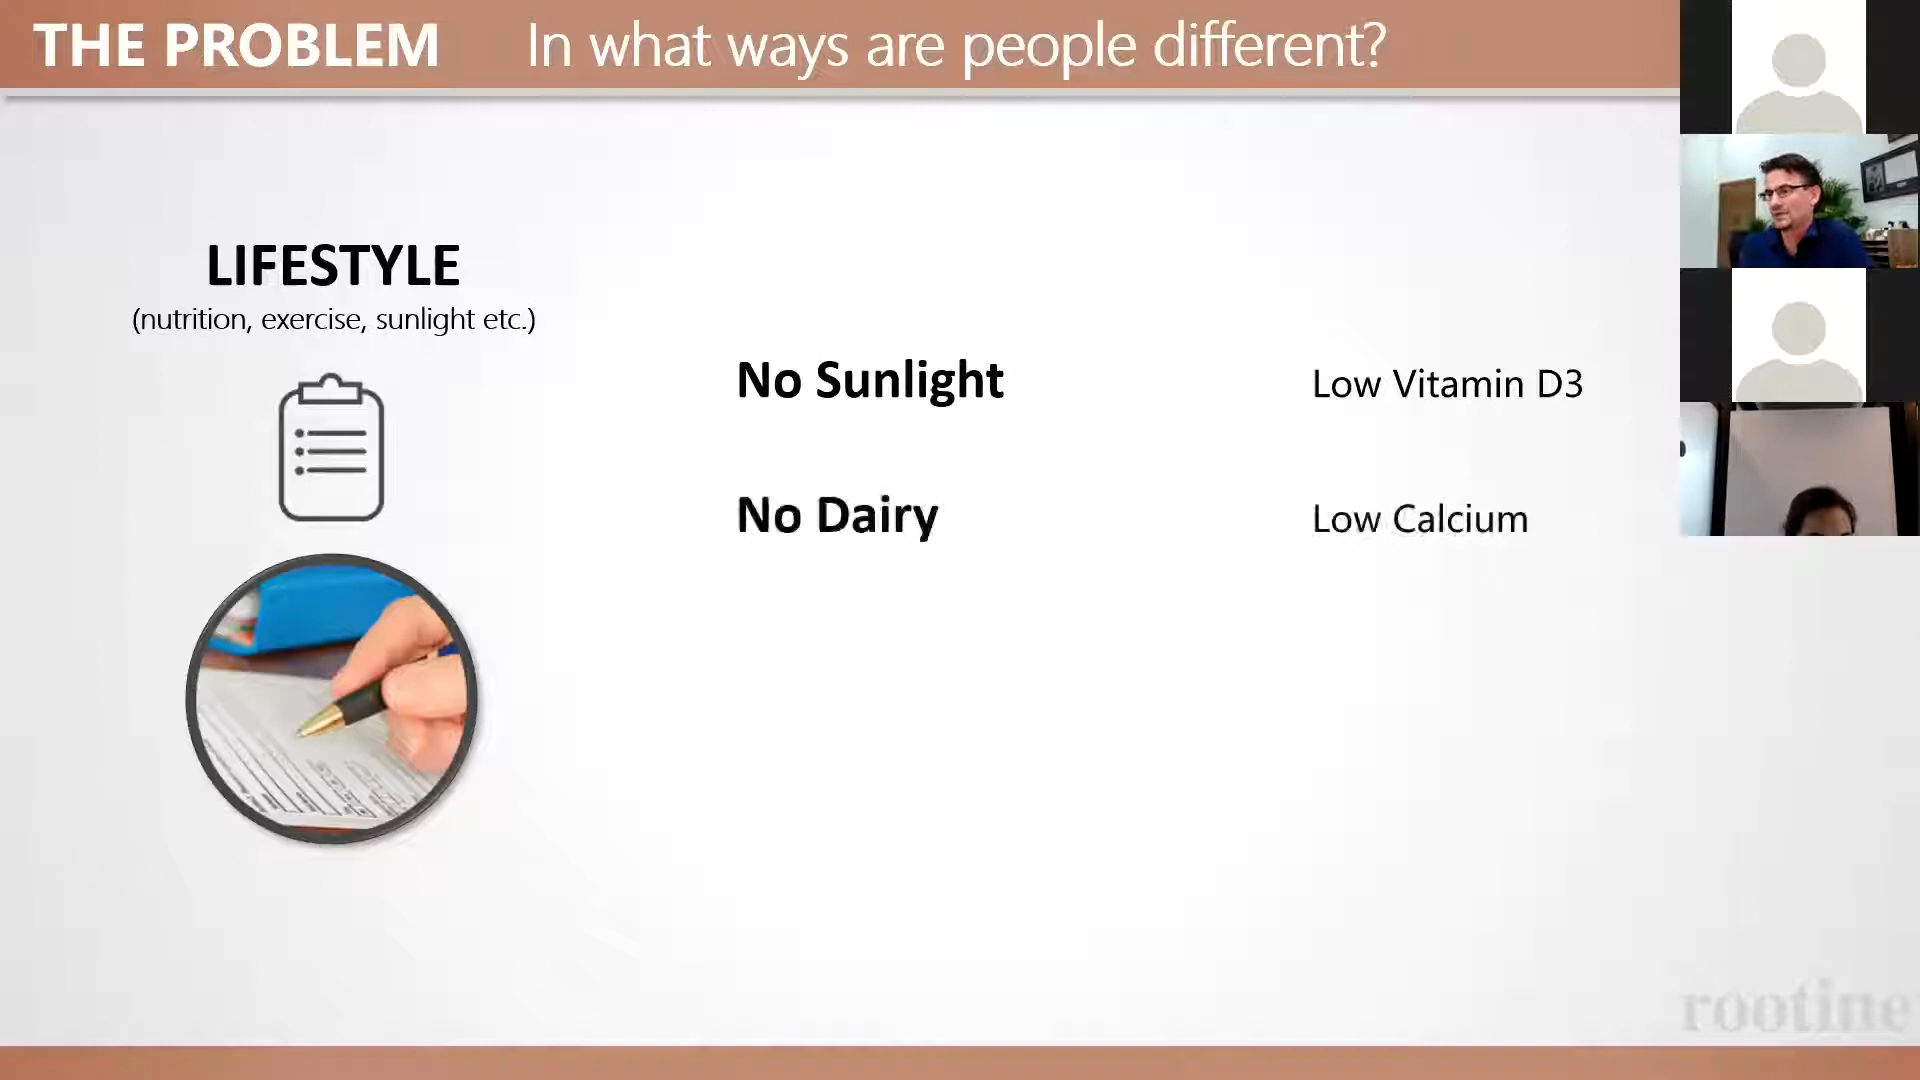 THE PROBLEM In what ways are people different?
LIFESTYLE
(nutrition, exercise, sunlight etc.)
No Sunlight Low Vitamin D3
No Dairy Low Calcium
rootine